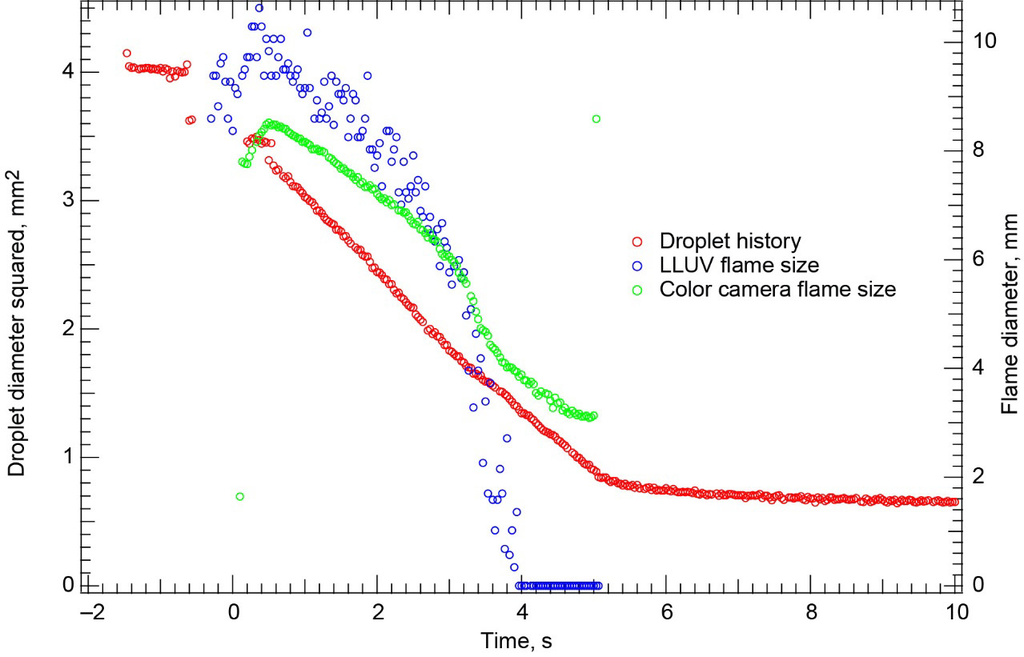 4
3
2
1
0
10
8
6
4
2
0
Droplet diameter squared, mm2
Flame diameter, mm
Droplet history
LLUV flame size
Color camera flame size
–2 0 2 4 6 8 10
Time, s